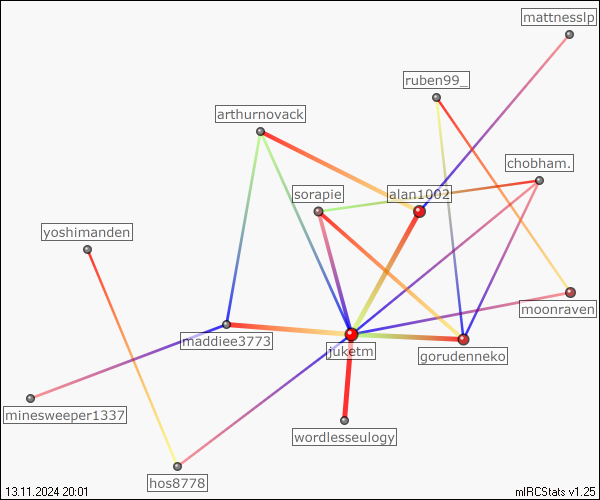 mattnesslp
ruben99_
arthurnovack
chobham.
sorapie
alan1002
yoshimanden
moonraven
maddiee3773
juketm
gorudenneko
minesweeper1337
wordlesseulogy
hos8778
13.11.2024 20:01
mIRCStats v1.25